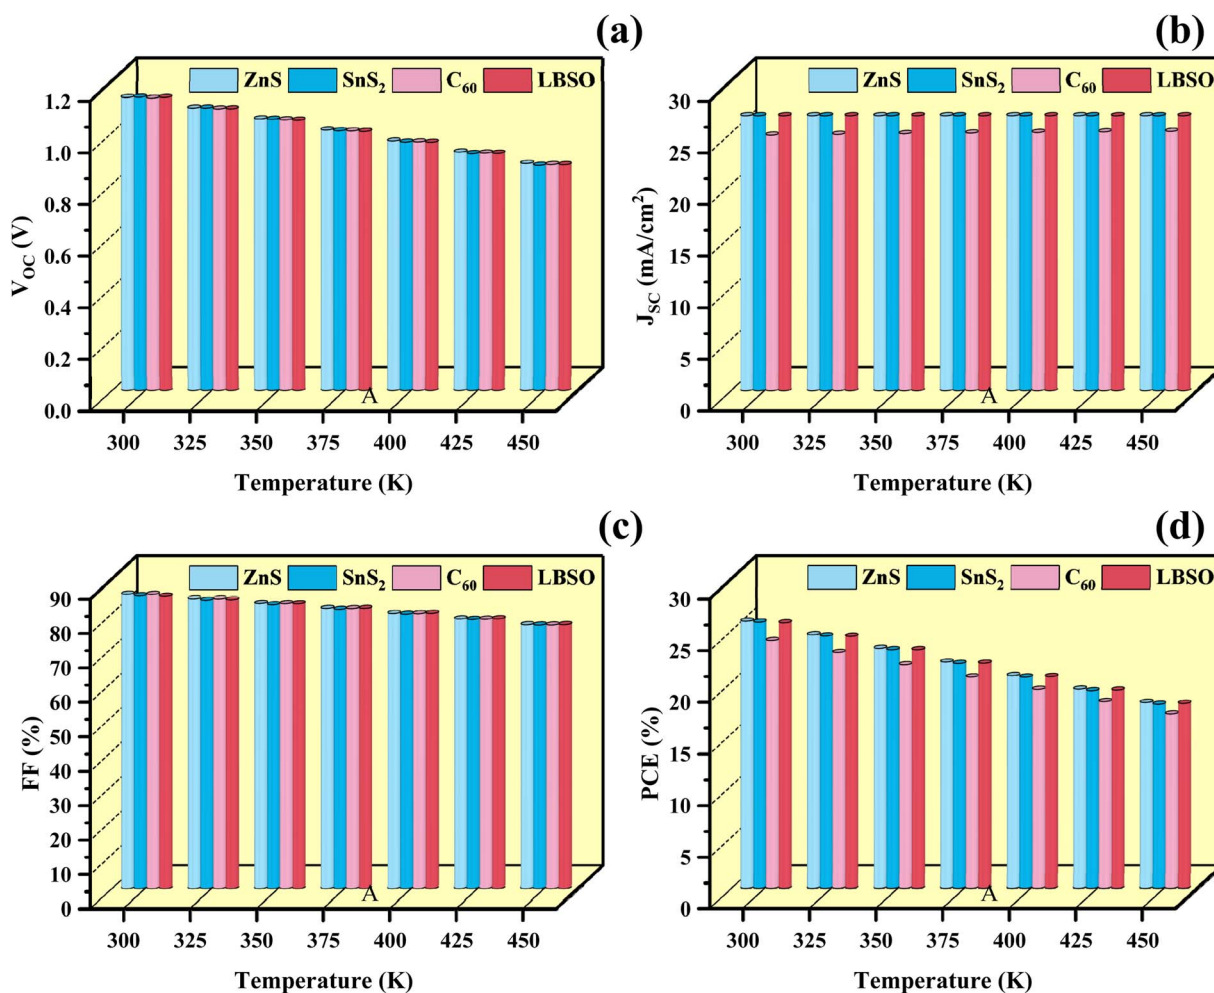 (a)
ZnS SnS₂ C₆₀ LBSO
1.2
1.0
0.8
0.6
0.4
0.2
0.0
V_OC (V)
A
300 325 350 375 400 425 450
Temperature (K)
(b)
ZnS SnS₂ C₆₀ LBSO
30
25
20
15
10
5
0
J_SC (mA/cm²)
A
300 325 350 375 400 425 450
Temperature (K)
(c)
ZnS SnS₂ C₆₀ LBSO
90
80
70
60
50
40
30
20
10
0
FF (%)
A
300 325 350 375 400 425 450
Temperature (K)
(d)
ZnS SnS₂ C₆₀ LBSO
30
25
20
15
10
5
0
PCE (%)
A
300 325 350 375 400 425 450
Temperature (K)